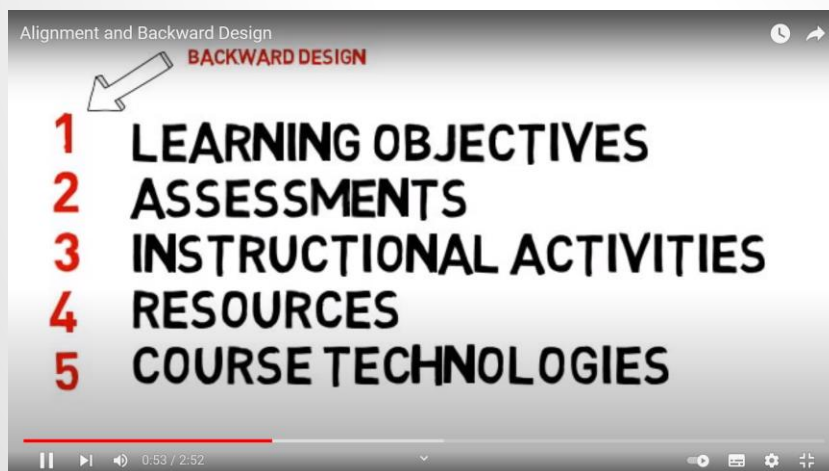 Alignment and Backward Design
BACKWARD DESIGN
1 LEARNING OBJECTIVES
2 ASSESSMENTS
3 INSTRUCTIONAL ACTIVITIES
4 RESOURCES
5 COURSE TECHNOLOGIES
0:53 / 2:52